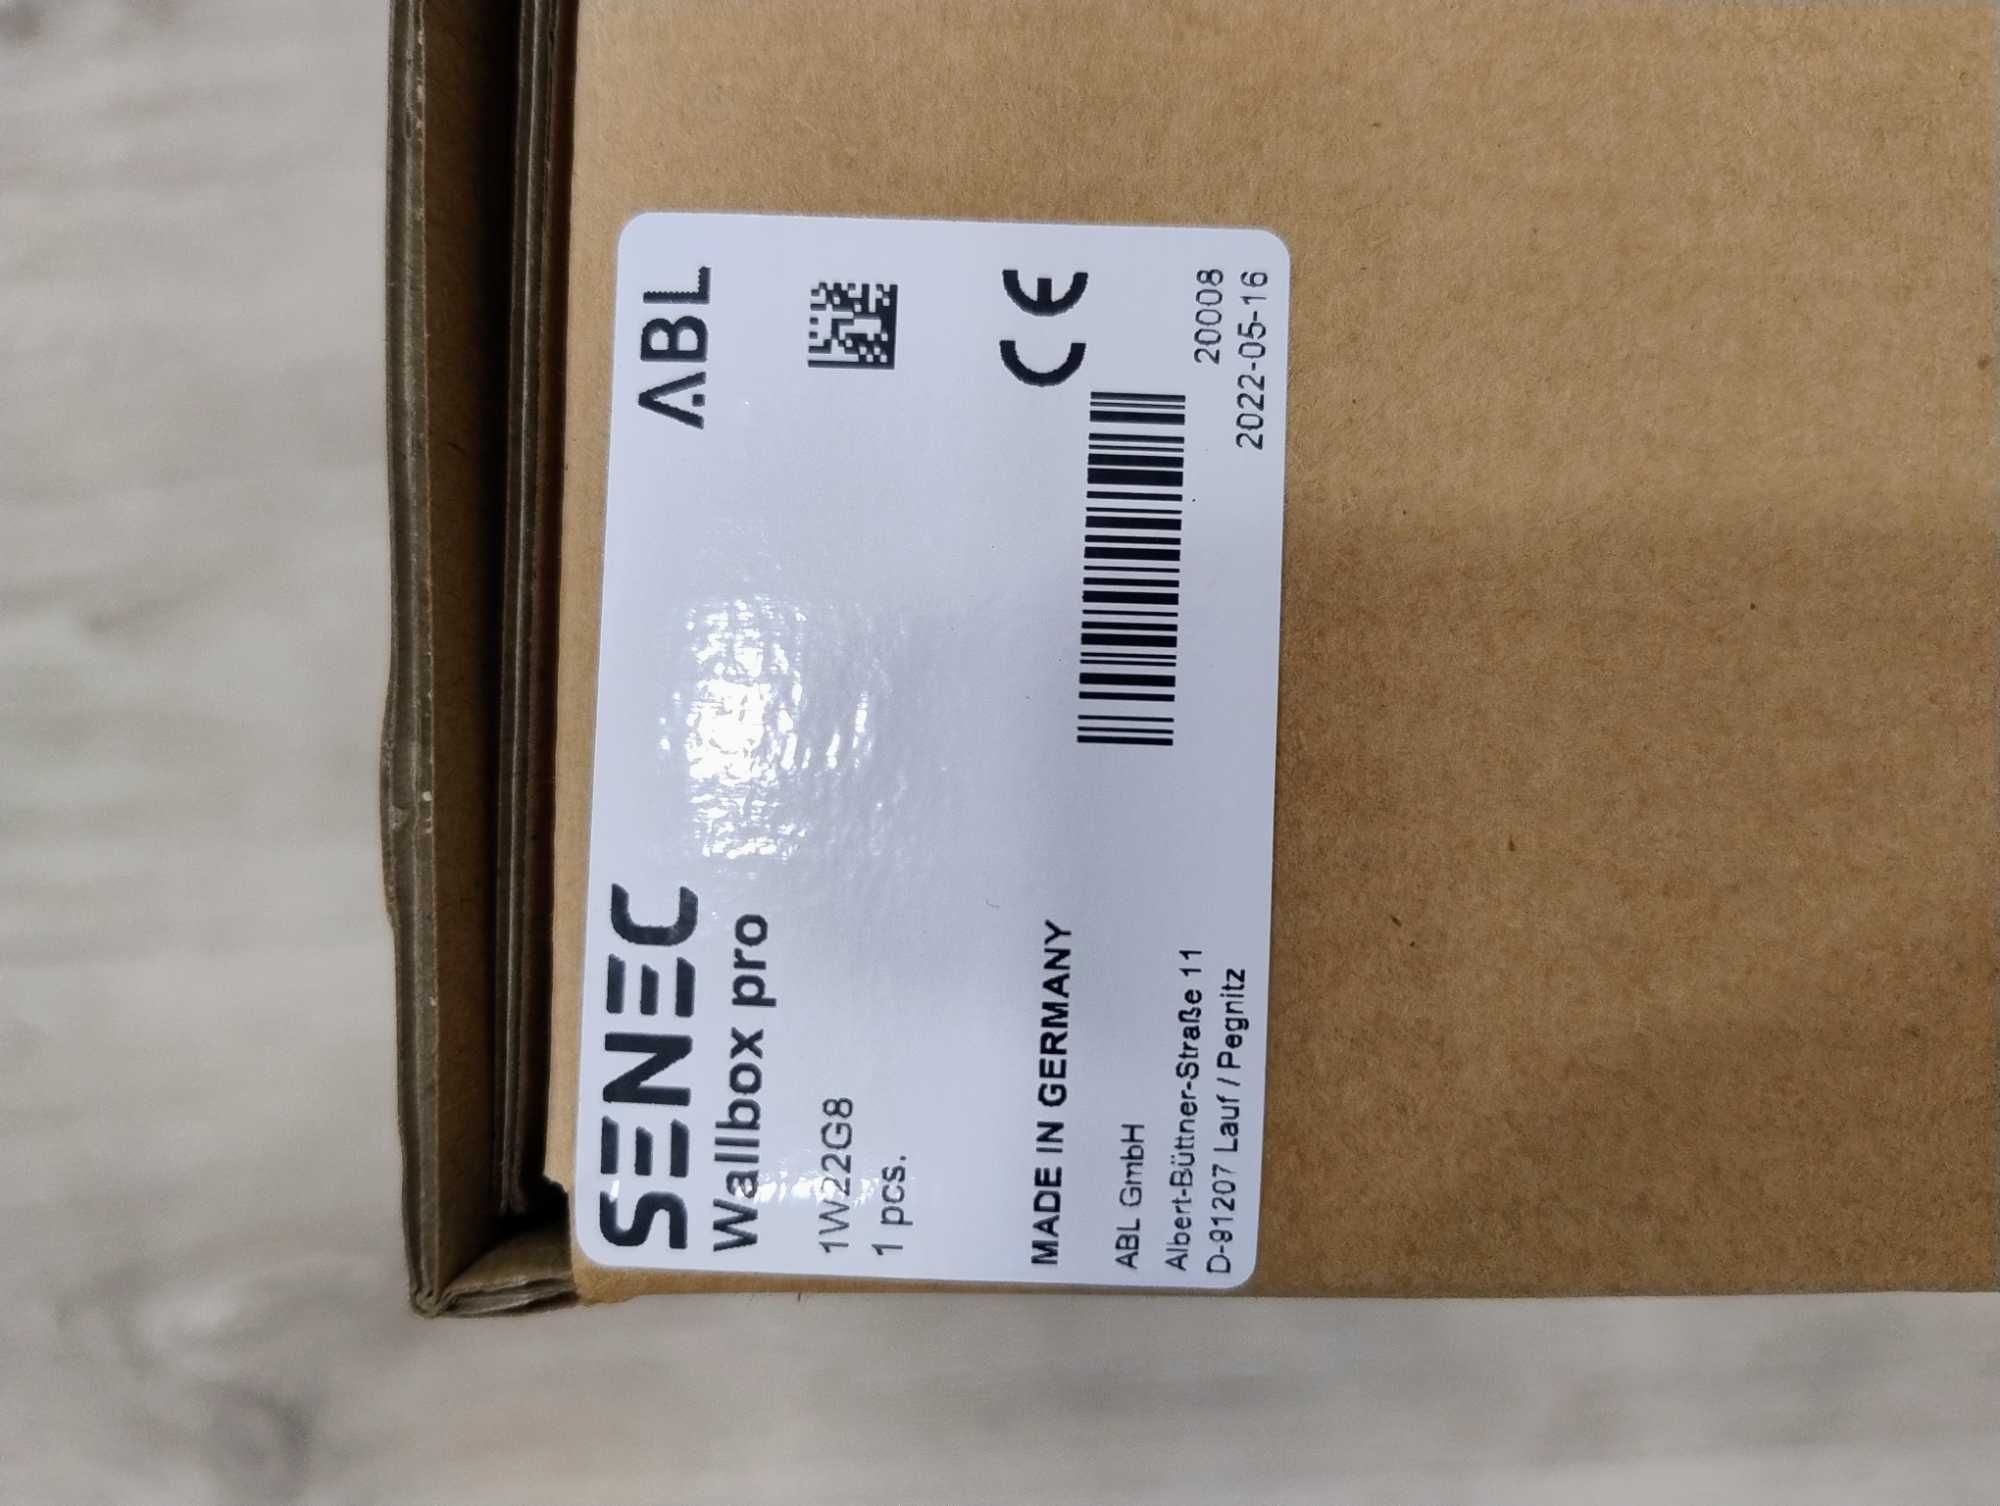 SENEC
ABL
Wallbox pro
1W22G8
1 pcs.
MADE IN GERMANY
CE
ABL GmbH
Albert-Büttner-Straße 11
D-91207 Lauf / Pegnitz
20008
2022-05-16